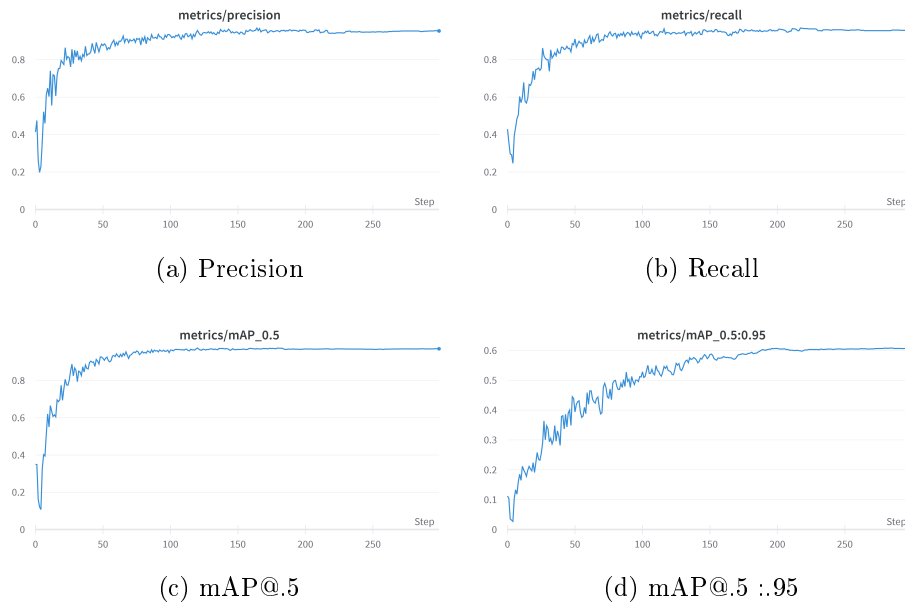 metrics/precision
0.8
0.6
0.4
0.2
0
Step
0 50 100 150 200 250
(a) Precision
metrics/recall
0.8
0.6
0.4
0.2
0
Step
0 50 100 150 200 250
(b) Recall
metrics/mAP_0.5
0.8
0.6
0.4
0.2
0
Step
0 50 100 150 200 250
(c) mAP@.5
metrics/mAP_0.5:0.95
0.6
0.5
0.4
0.3
0.2
0.1
0
Step
0 50 100 150 200 250
(d) mAP@.5 :.95